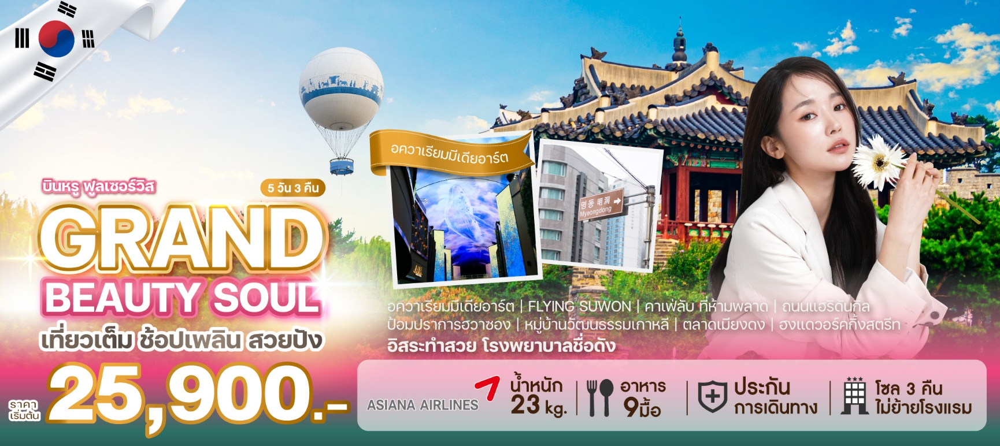 บินหรู ฟูลเซอร์วิส
5 วัน 3 คืน
GRAND
BEAUTY SOUL
เที่ยวเต็ม ช้อปเพลิน สวยปัง
ราคา
เริ่มต้น
25,900.-
อควาเรียมมีเดียอาร์ต
명동 明洞
Myeongdong
อควาเรียมมีเดียอาร์ต | FLYING SUWON | คาเฟ่ลับ ที่ห้ามพลาด | ถนนแฮริดันกิล
ป้อมปราการฮวาซอง | หมู่บ้านวัฒนธรรมเกาหลี | ตลาดเมียงดง | ฮงแดวอร์คกิ้งสตรีท
อิสระทำสวย โรงพยาบาลชื่อดัง
ASIANA AIRLINES
น้ำหนัก
23 kg.
อาหาร
9มื้อ
ประกัน
การเดินทาง
โซล 3 คืน
ไม่ย้ายโรงแรม